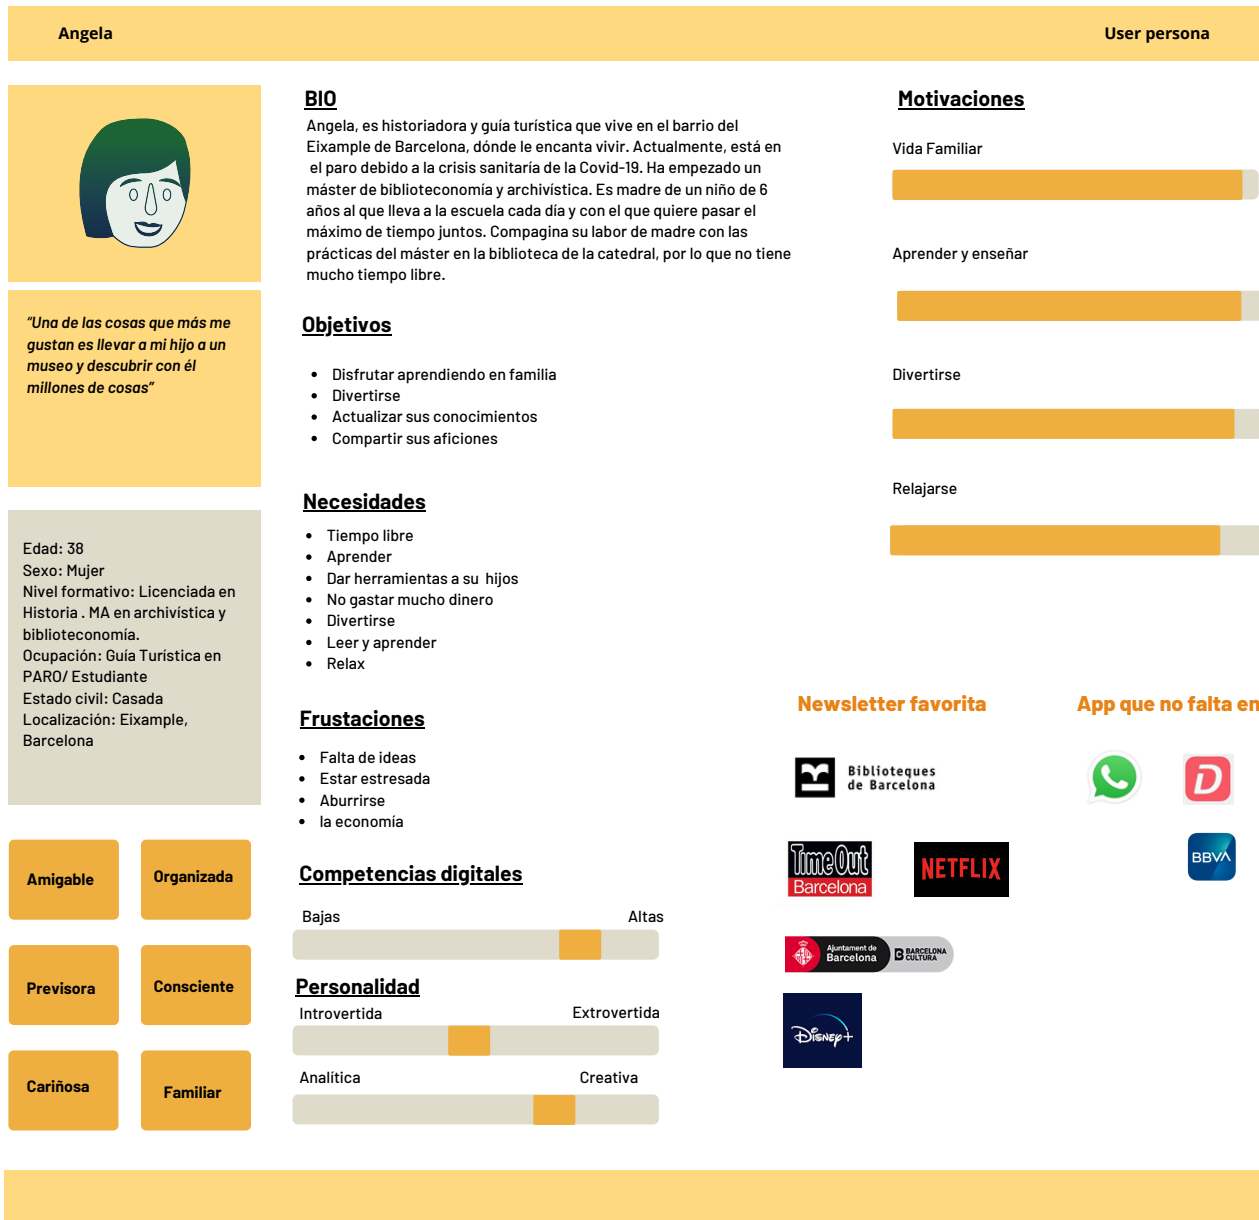 Angela
User persona
BIO
Angela, es historiadora y guía turística que vive en el barrio del
Eixample de Barcelona, dónde le encanta vivir. Actualmente, está en
el paro debido a la crisis sanitaría de la Covid-19. Ha empezado un
máster de biblioteconomía y archivística. Es madre de un niño de 6
años al que lleva a la escuela cada día y con el que quiere pasar el
máximo de tiempo juntos. Compagina su labor de madre con las
prácticas del máster en la biblioteca de la catedral, por lo que no tiene
mucho tiempo libre.
"Una de las cosas que más me
gustan es llevar a mi hijo a un
museo y descubrir con él
millones de cosas"
Objetivos
• Disfrutar aprendiendo en familia
• Divertirse
• Actualizar sus conocimientos
• Compartir sus aficiones
Necesidades
• Tiempo libre
• Aprender
• Dar herramientas a su hijos
• No gastar mucho dinero
• Divertirse
• Leer y aprender
• Relax
Edad: 38
Sexo: Mujer
Nivel formativo: Licenciada en
Historia . MA en archivística y
biblioteconomía.
Ocupación: Guía Turística en
PARO/ Estudiante
Estado civil: Casada
Localización: Eixample,
Barcelona
Frustaciones
• Falta de ideas
• Estar estresada
• Aburrirse
• la economía
Amigable
Organizada
Previsora
Consciente
Cariñosa
Familiar
Competencias digitales
Bajas
Altas
Personalidad
Introvertida
Extrovertida
Analítica
Creativa
Motivaciones
Vida Familiar
Aprender y enseñar
Divertirse
Relajarse
Newsletter favorita
Biblioteques
de Barcelona
TimeOut
Barcelona
NETFLIX
Ajuntament de
Barcelona
BARCELONA
CULTURA
Disney+
App que no falta en
D
BBVA